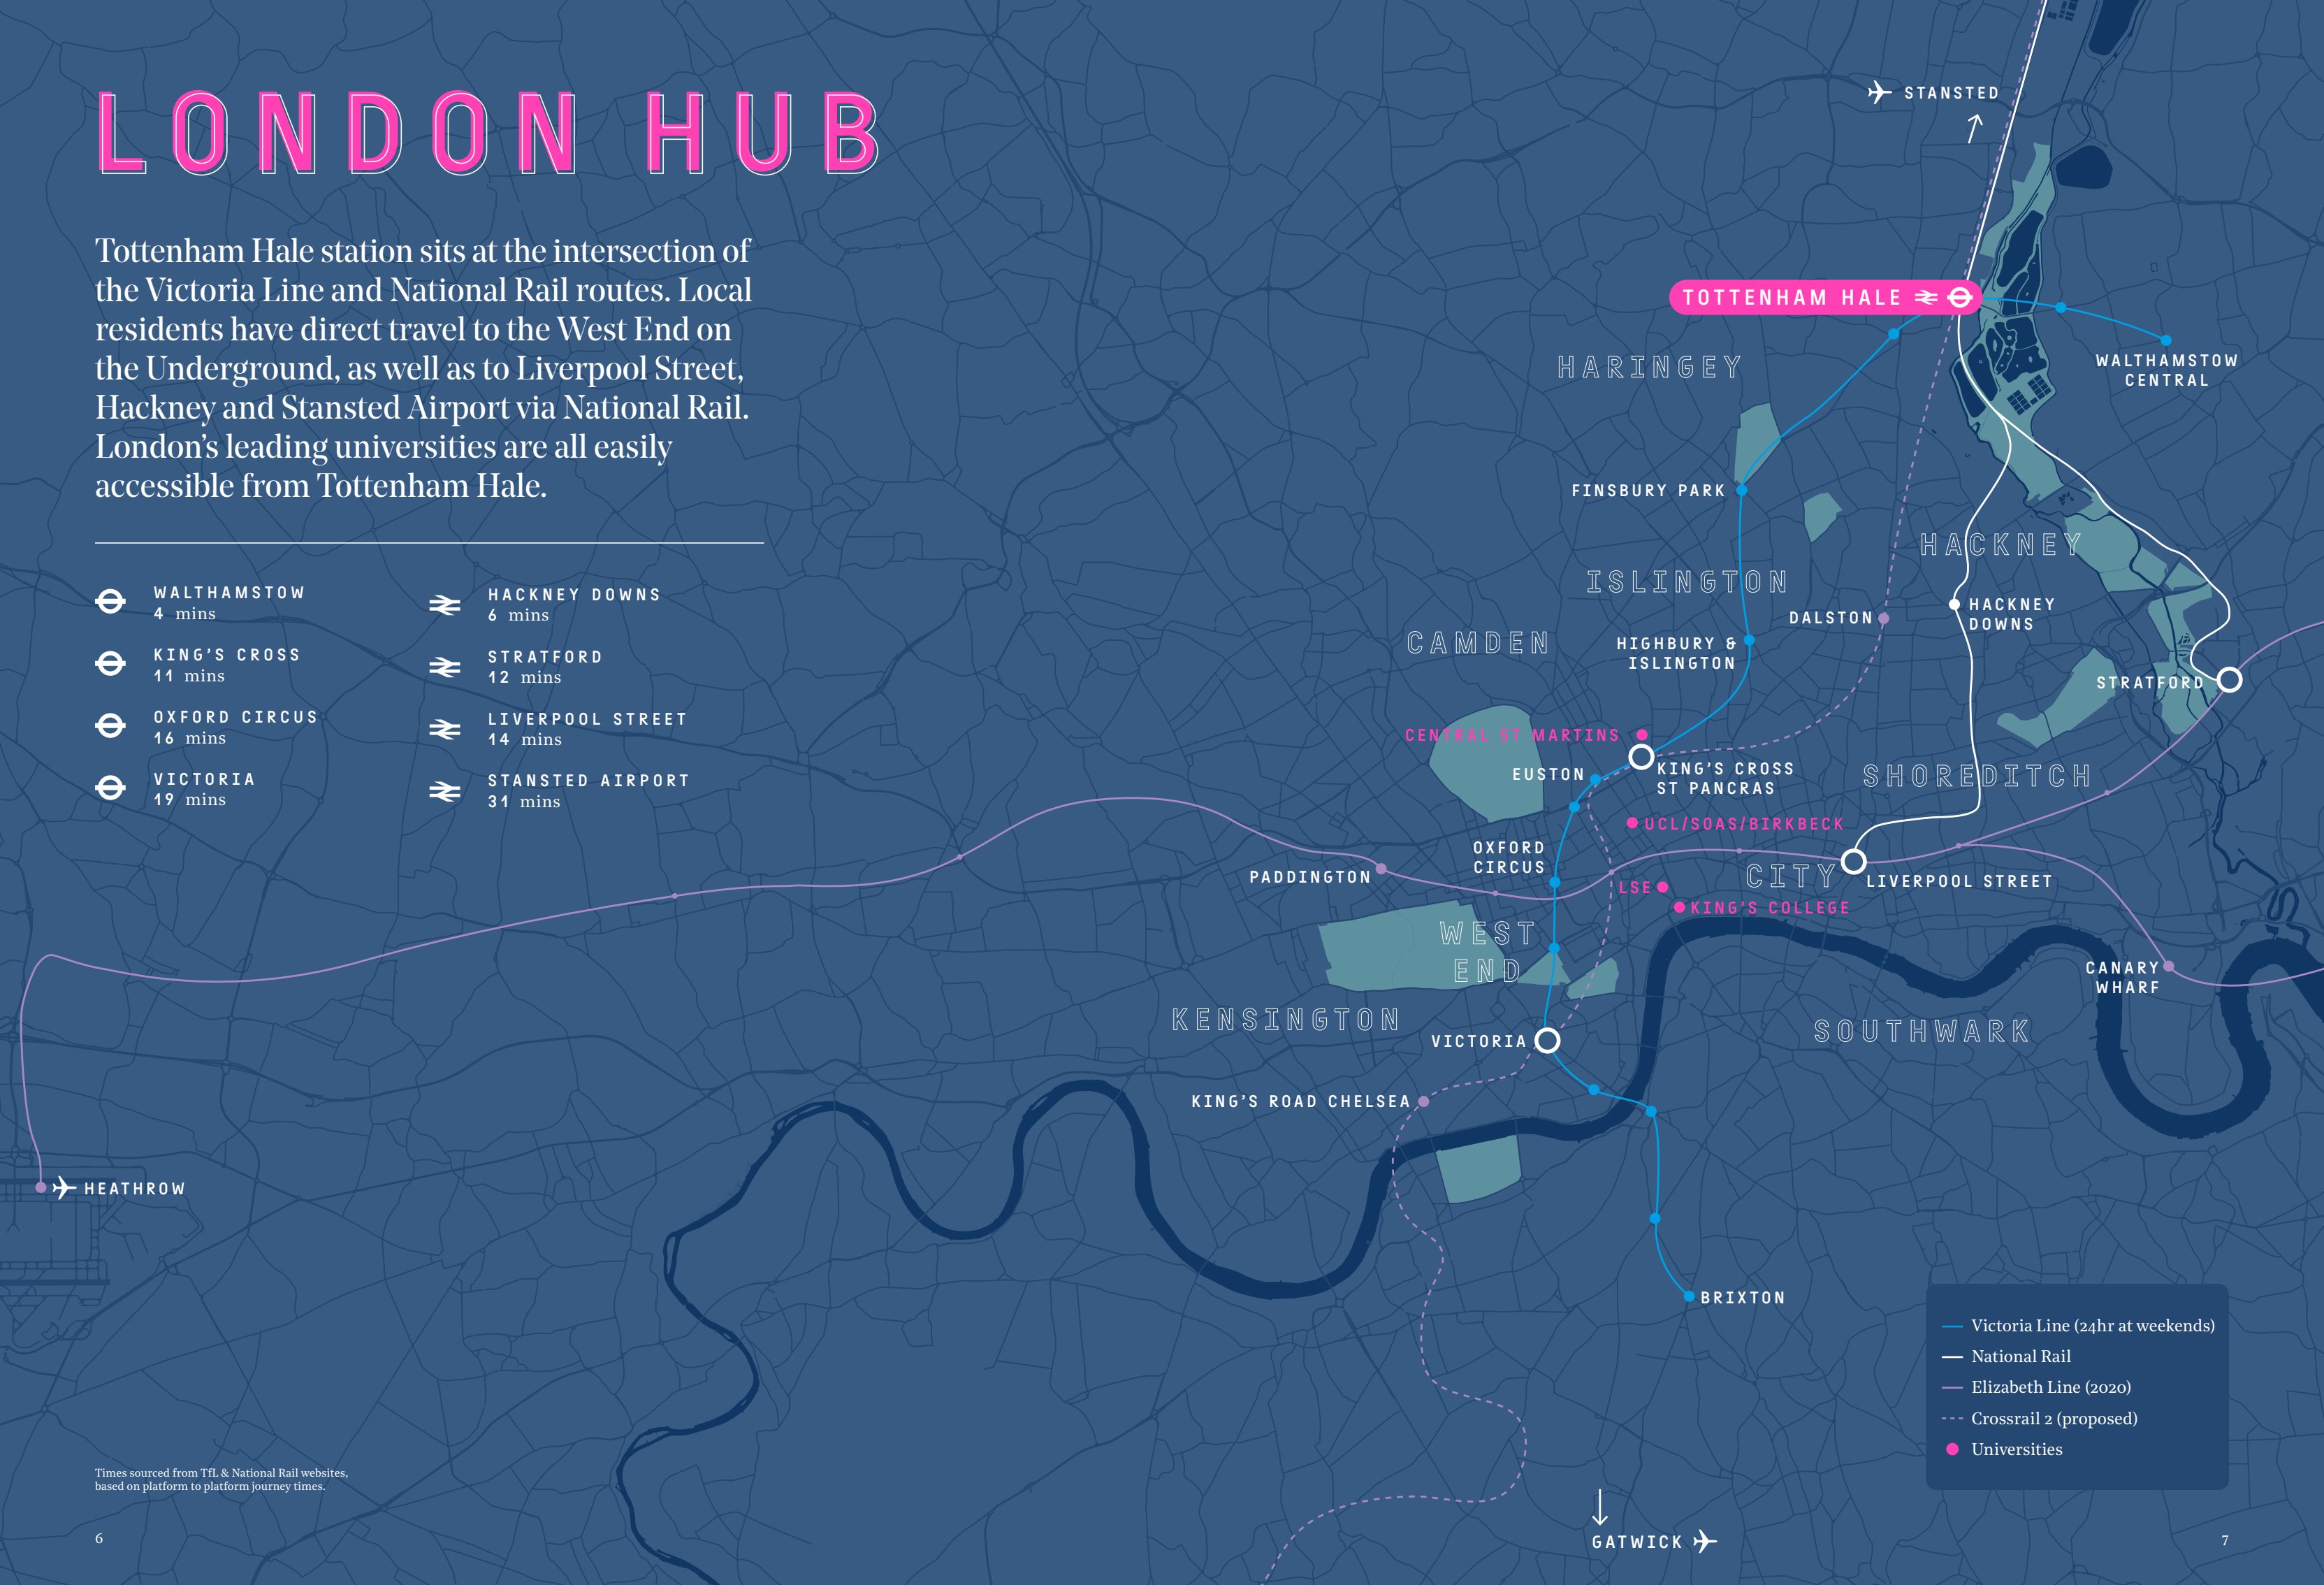 LONDON HUB
Tottenham Hale station sits at the intersection of
the Victoria Line and National Rail routes. Local
residents have direct travel to the West End on
the Underground, as well as to Liverpool Street,
Hackney and Stansted Airport via National Rail.
London’s leading universities are all easily
accessible from Tottenham Hale.
WALTHAMSTOW
4 mins
KING’S CROSS
11 mins
OXFORD CIRCUS
16 mins
VICTORIA
19 mins
HACKNEY DOWNS
6 mins
STRATFORD
12 mins
LIVERPOOL STREET
14 mins
STANSTED AIRPORT
31 mins
HEATHROW
Times sourced from TfL & National Rail websites,
based on platform to platform journey times.
6
STANSTED
TOTTENHAM HALE
WALTHAMSTOW
CENTRAL
HARINGEY
FINSBURY PARK
HACKNEY
ISLINGTON
HACKNEY
DOWNS
DALSTON
CAMDEN
HIGHBURY &
ISLINGTON
STRATFORD
CENTRAL ST MARTINS
EUSTON
KING’S CROSS
ST PANCRAS
SHOREDITCH
UCL/SOAS/BIRKBECK
OXFORD
CIRCUS
PADDINGTON
CITY
LIVERPOOL STREET
LSE
KING’S COLLEGE
WEST
END
CANARY
WHARF
KENSINGTON
SOUTHWARK
VICTORIA
KING’S ROAD CHELSEA
BRIXTON
Victoria Line (24hr at weekends)
National Rail
Elizabeth Line (2020)
Crossrail 2 (proposed)
Universities
GATWICK
7